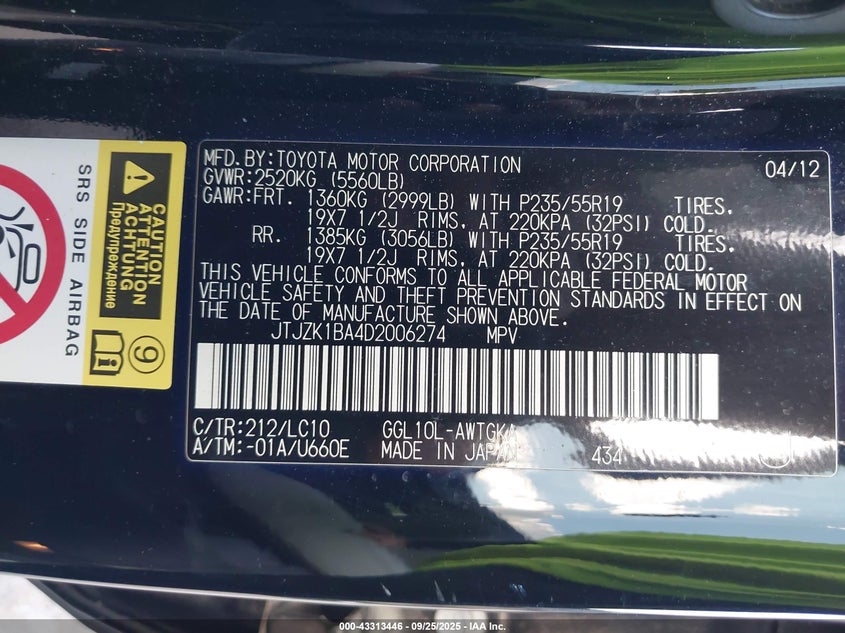 MFD. BY: TOYOTA MOTOR CORPORATION 04/12
GVWR: 2520KG (5560LB)
GAWR: FRT. 1360KG (2999LB) WITH P235/55R19 TIRES,
19X7 1/2J RIMS, AT 220KPA (32PSI) COLD.
RR. 1385KG (3056LB) WITH P235/55R19 TIRES,
19X7 1/2J RIMS, AT 220KPA (32PSI) COLD.
THIS VEHICLE CONFORMS TO ALL APPLICABLE FEDERAL MOTOR
VEHICLE SAFETY AND THEFT PREVENTION STANDARDS IN EFFECT ON
THE DATE OF MANUFACTURE SHOWN ABOVE.
JTJZK1BA4D2006274 MPV
C/TR: 212/LC10 GGL10L-AWTGKA
A/TM: -01A/U660E MADE IN JAPAN 434
SRS SIDE AIRBAG
CAUTION
ATTENTION
ACHTUNG
Предупреждение
9
000-43313446 - 09/25/2025 - IAAI, Inc.